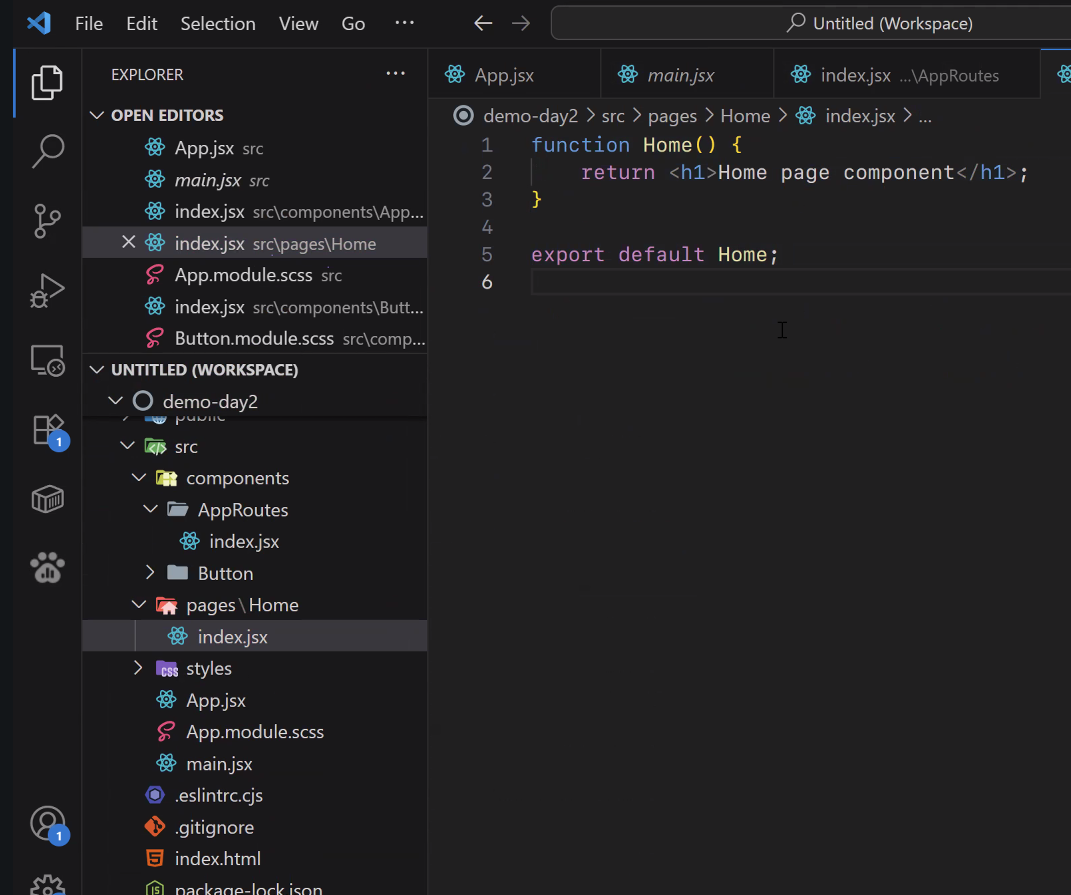 File Edit Selection View Go ··· ← → Untitled (Workspace)
EXPLORER ···
OPEN EDITORS
App.jsx src
main.jsx src
index.jsx src\components\App...
index.jsx src\pages\Home
App.module.scss src
index.jsx src\components\Butt...
Button.module.scss src\comp...
UNTITLED (WORKSPACE)
demo-day2
public
src
components
AppRoutes
index.jsx
Button
pages\Home
index.jsx
styles
App.jsx
App.module.scss
main.jsx
.eslintrc.cjs
.gitignore
index.html
package-lock.json
1
1
App.jsx main.jsx index.jsx ...\AppRoutes
demo-day2 > src > pages > Home > index.jsx > ...
1 function Home() {
2 return <h1>Home page component</h1>;
3 }
4
5 export default Home;
6